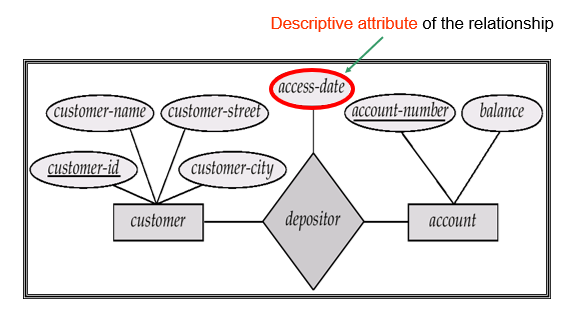 Descriptive attribute of the relationship
access-date
customer-name
customer-street
account-number
balance
customer-id
customer-city
customer
depositor
account